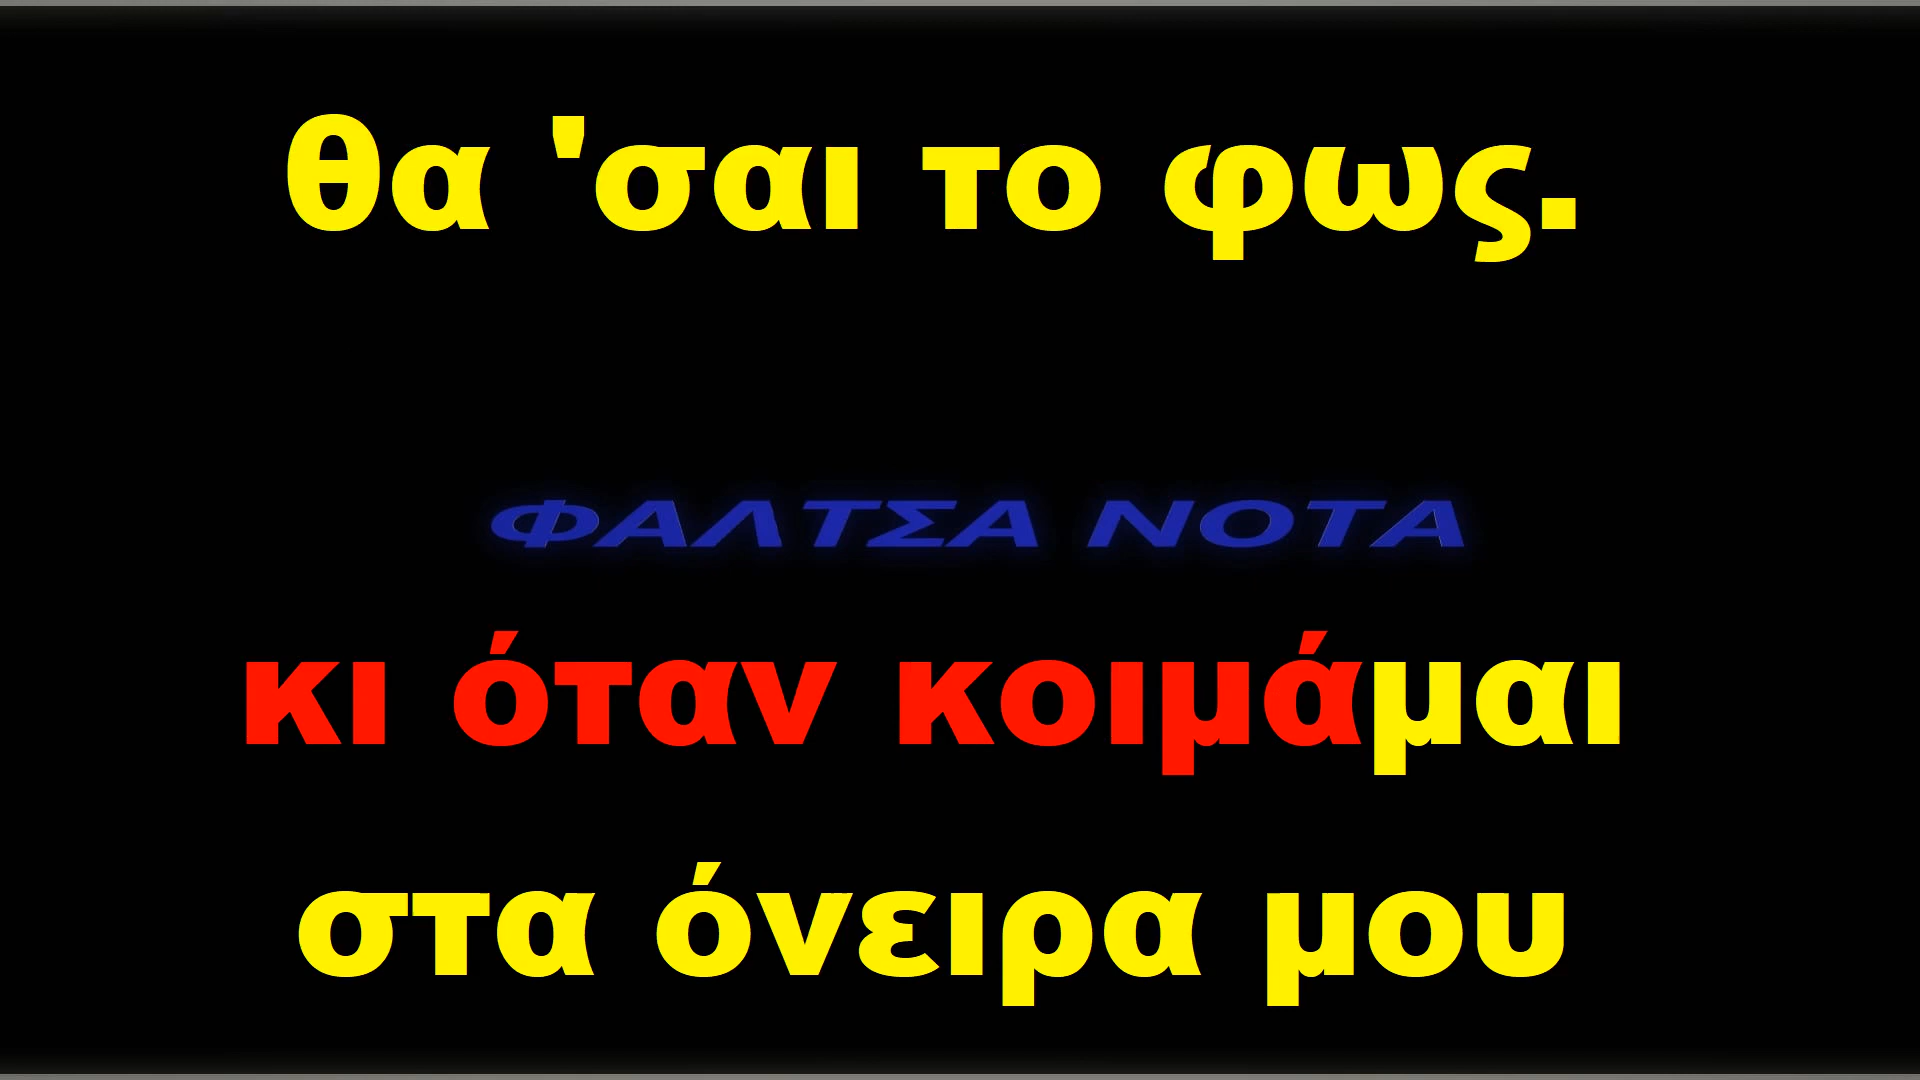 θα 'σαι το φως.
ΦΑΛΤΣΑ ΝΟΤΑ
κι όταν κοιμάμαι
στα όνειρα μου